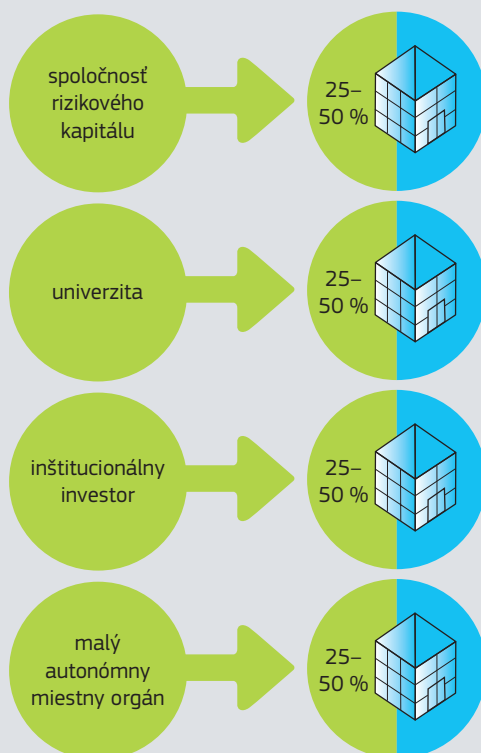 spoločnosť
rizikového
kapitálu
25–
50 %
univerzita
25–
50 %
inštitucionálny
investor
25–
50 %
malý
autonómny
miestny orgán
25–
50 %